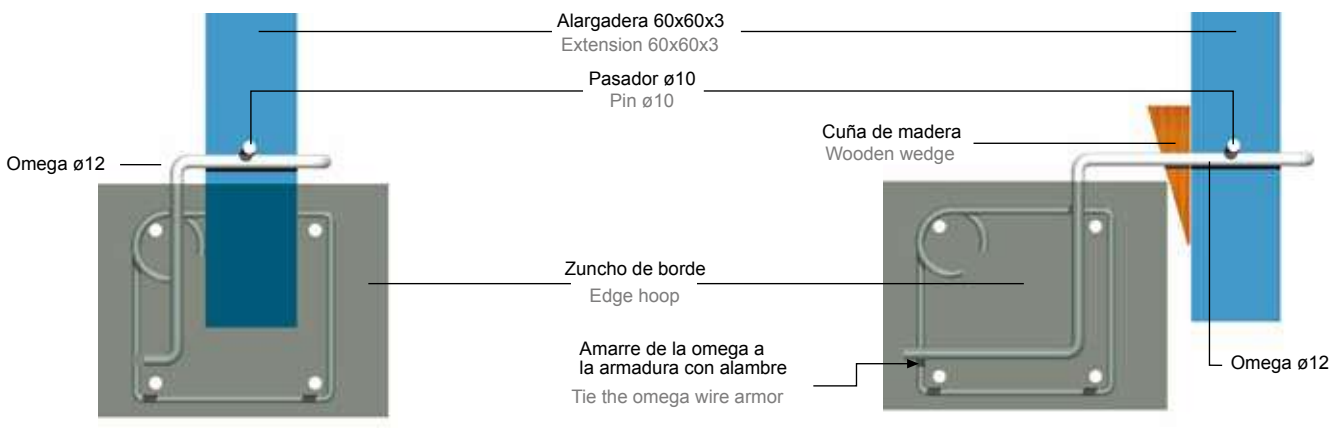 Alargadera 60x60x3
Extension 60x60x3
Pasador ø10
Pin ø10
Cuña de madera
Wooden wedge
Omega ø12
Zuncho de borde
Edge hoop
Amarre de la omega a
la armadura con alambre
Tie the omega wire armor
Omega ø12